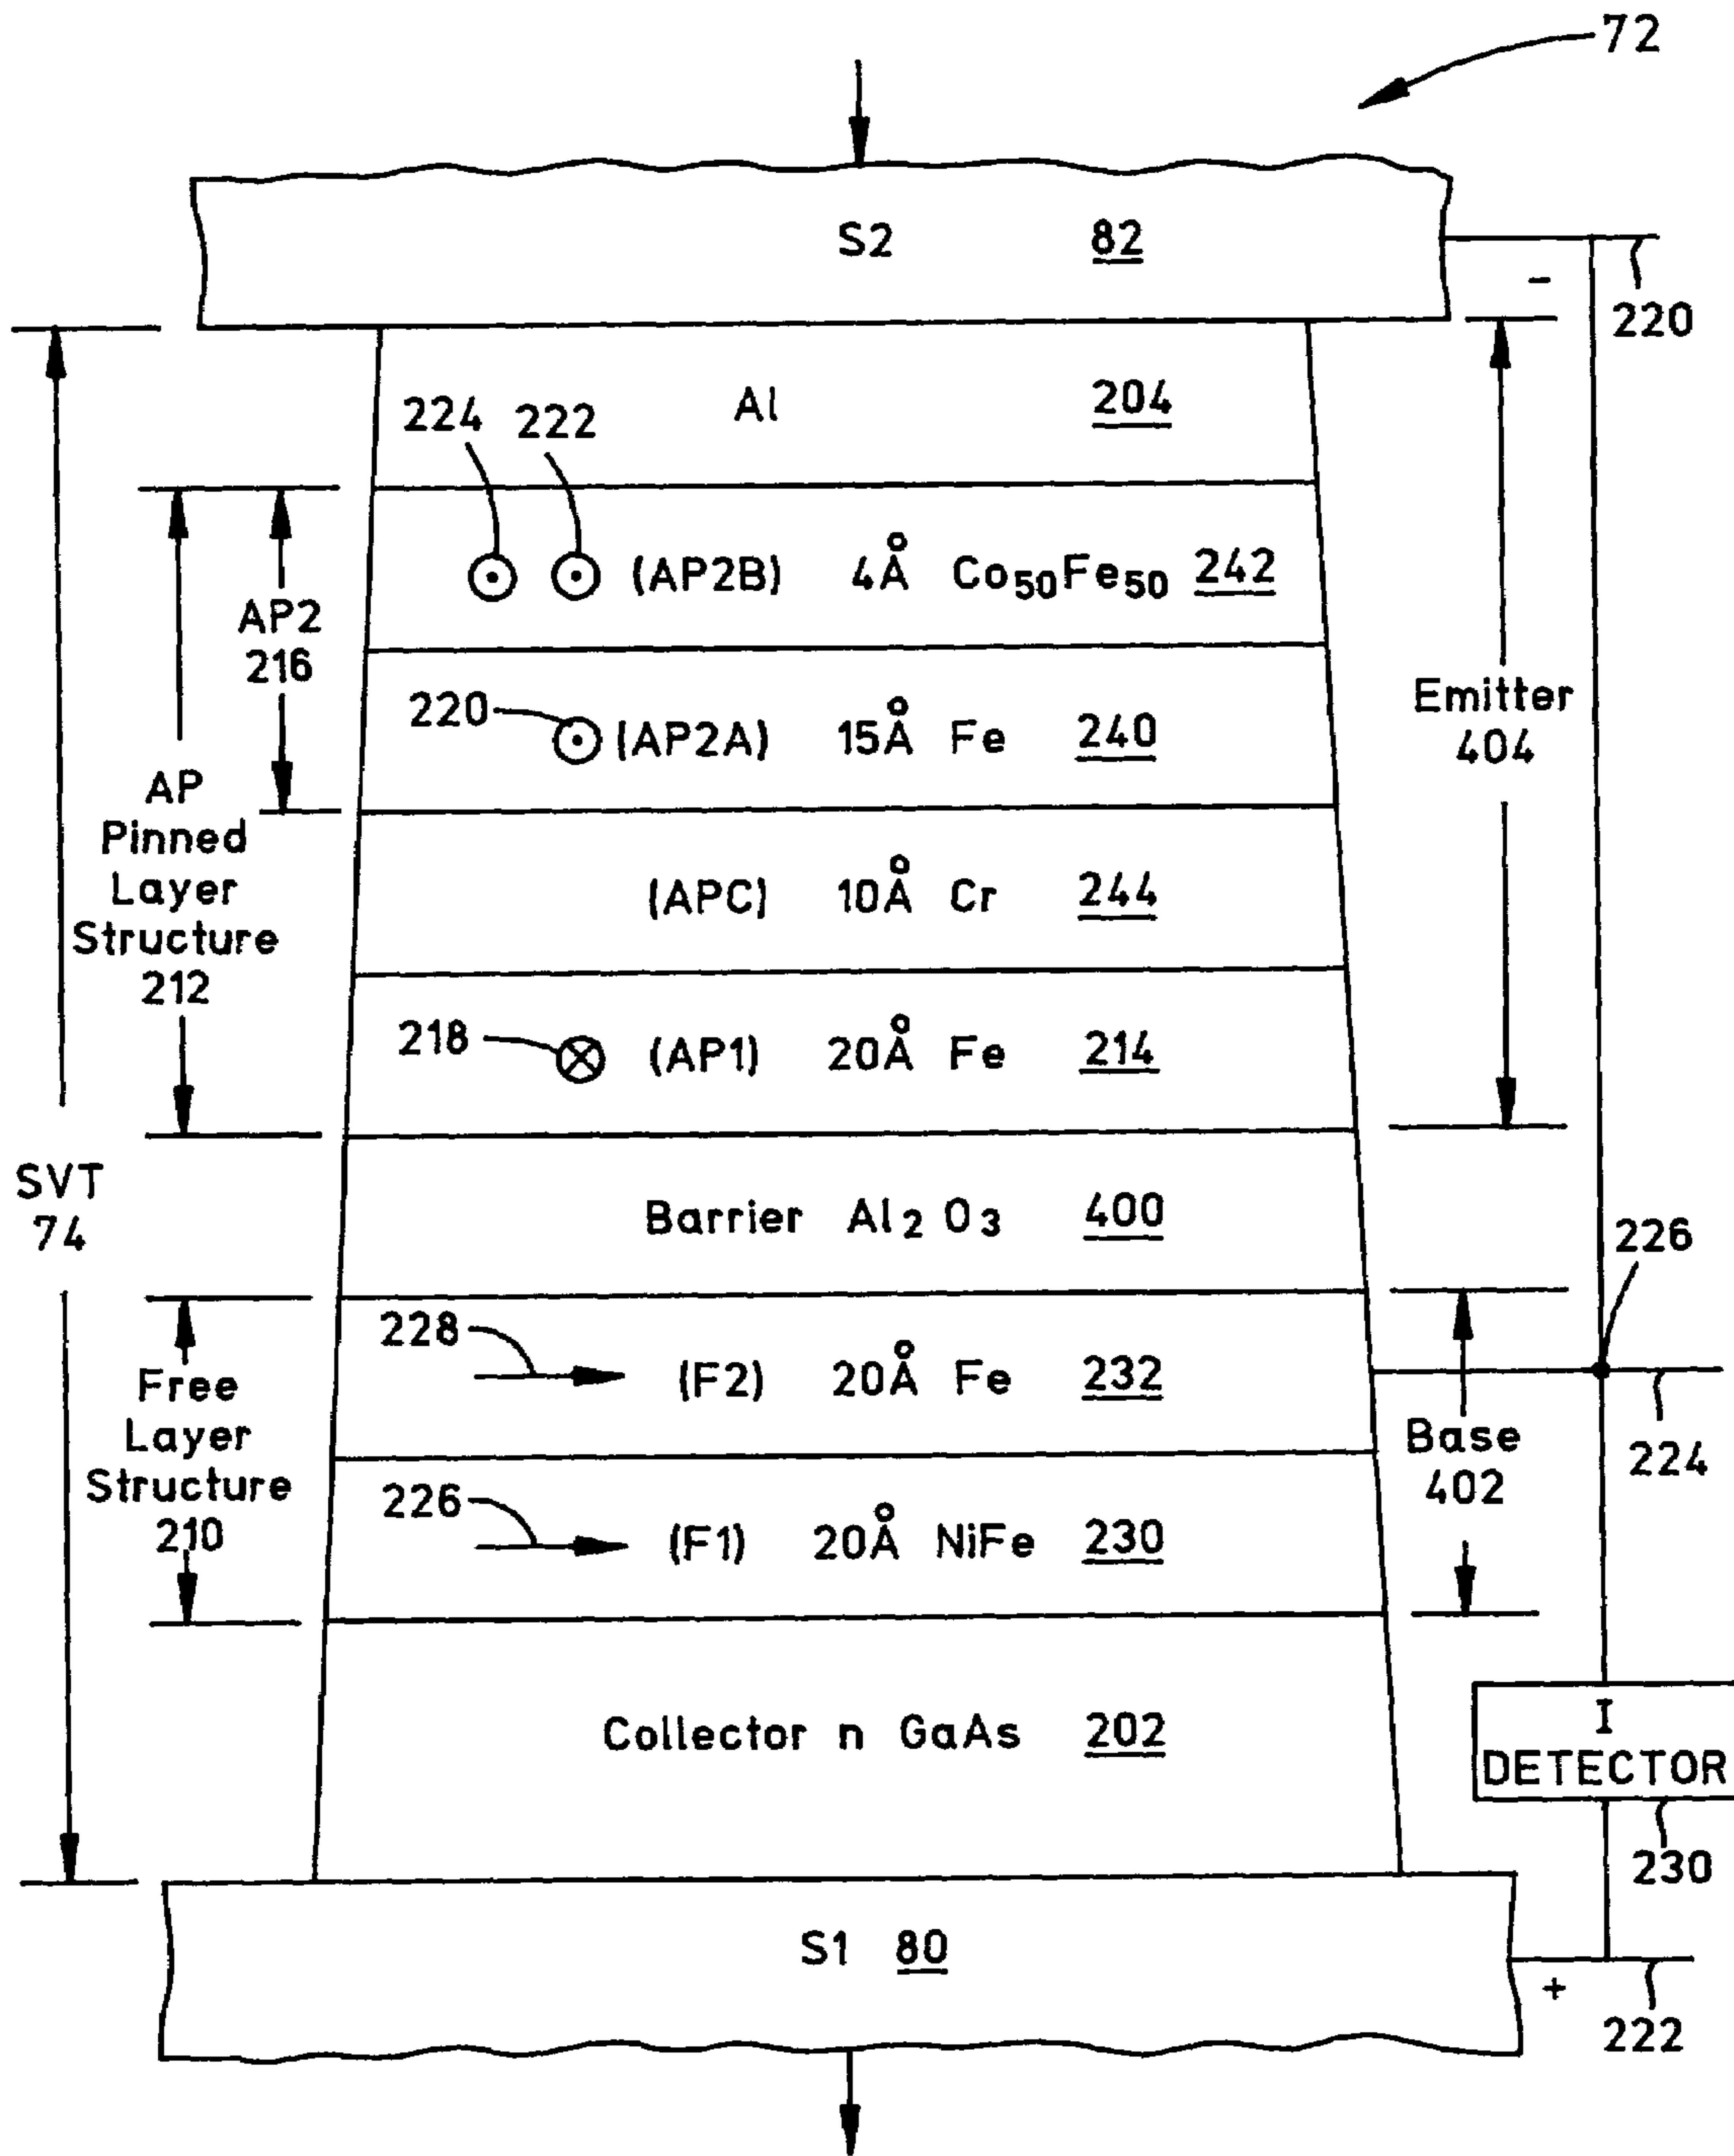 72
S2 82
-
220
Al 204
224 222
(AP2B) 4Å Co50Fe50 242
AP2
216
220 (AP2A) 15Å Fe 240
Emitter
404
AP
Pinned
Layer
Structure
212
(APC) 10Å Cr 244
218 (AP1) 20Å Fe 214
SVT
74
Barrier Al2O3 400
226
228 (F2) 20Å Fe 232
Free
Layer
Structure
210
Base
402
224
226 (F1) 20Å NiFe 230
Collector n GaAs 202
I
DETECTOR
230
S1 80
+
222